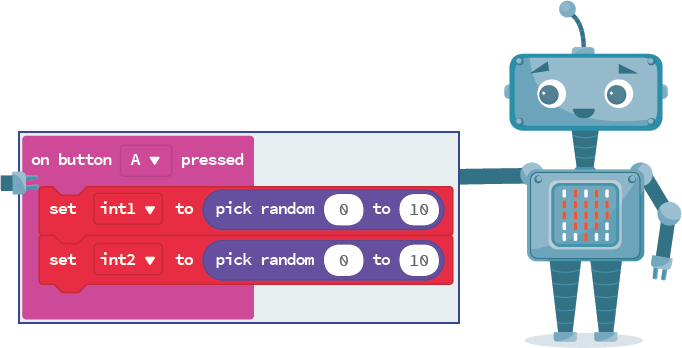 on button A ▼ pressed
set int1 ▼ to pick random 0 to 10
set int2 ▼ to pick random 0 to 10